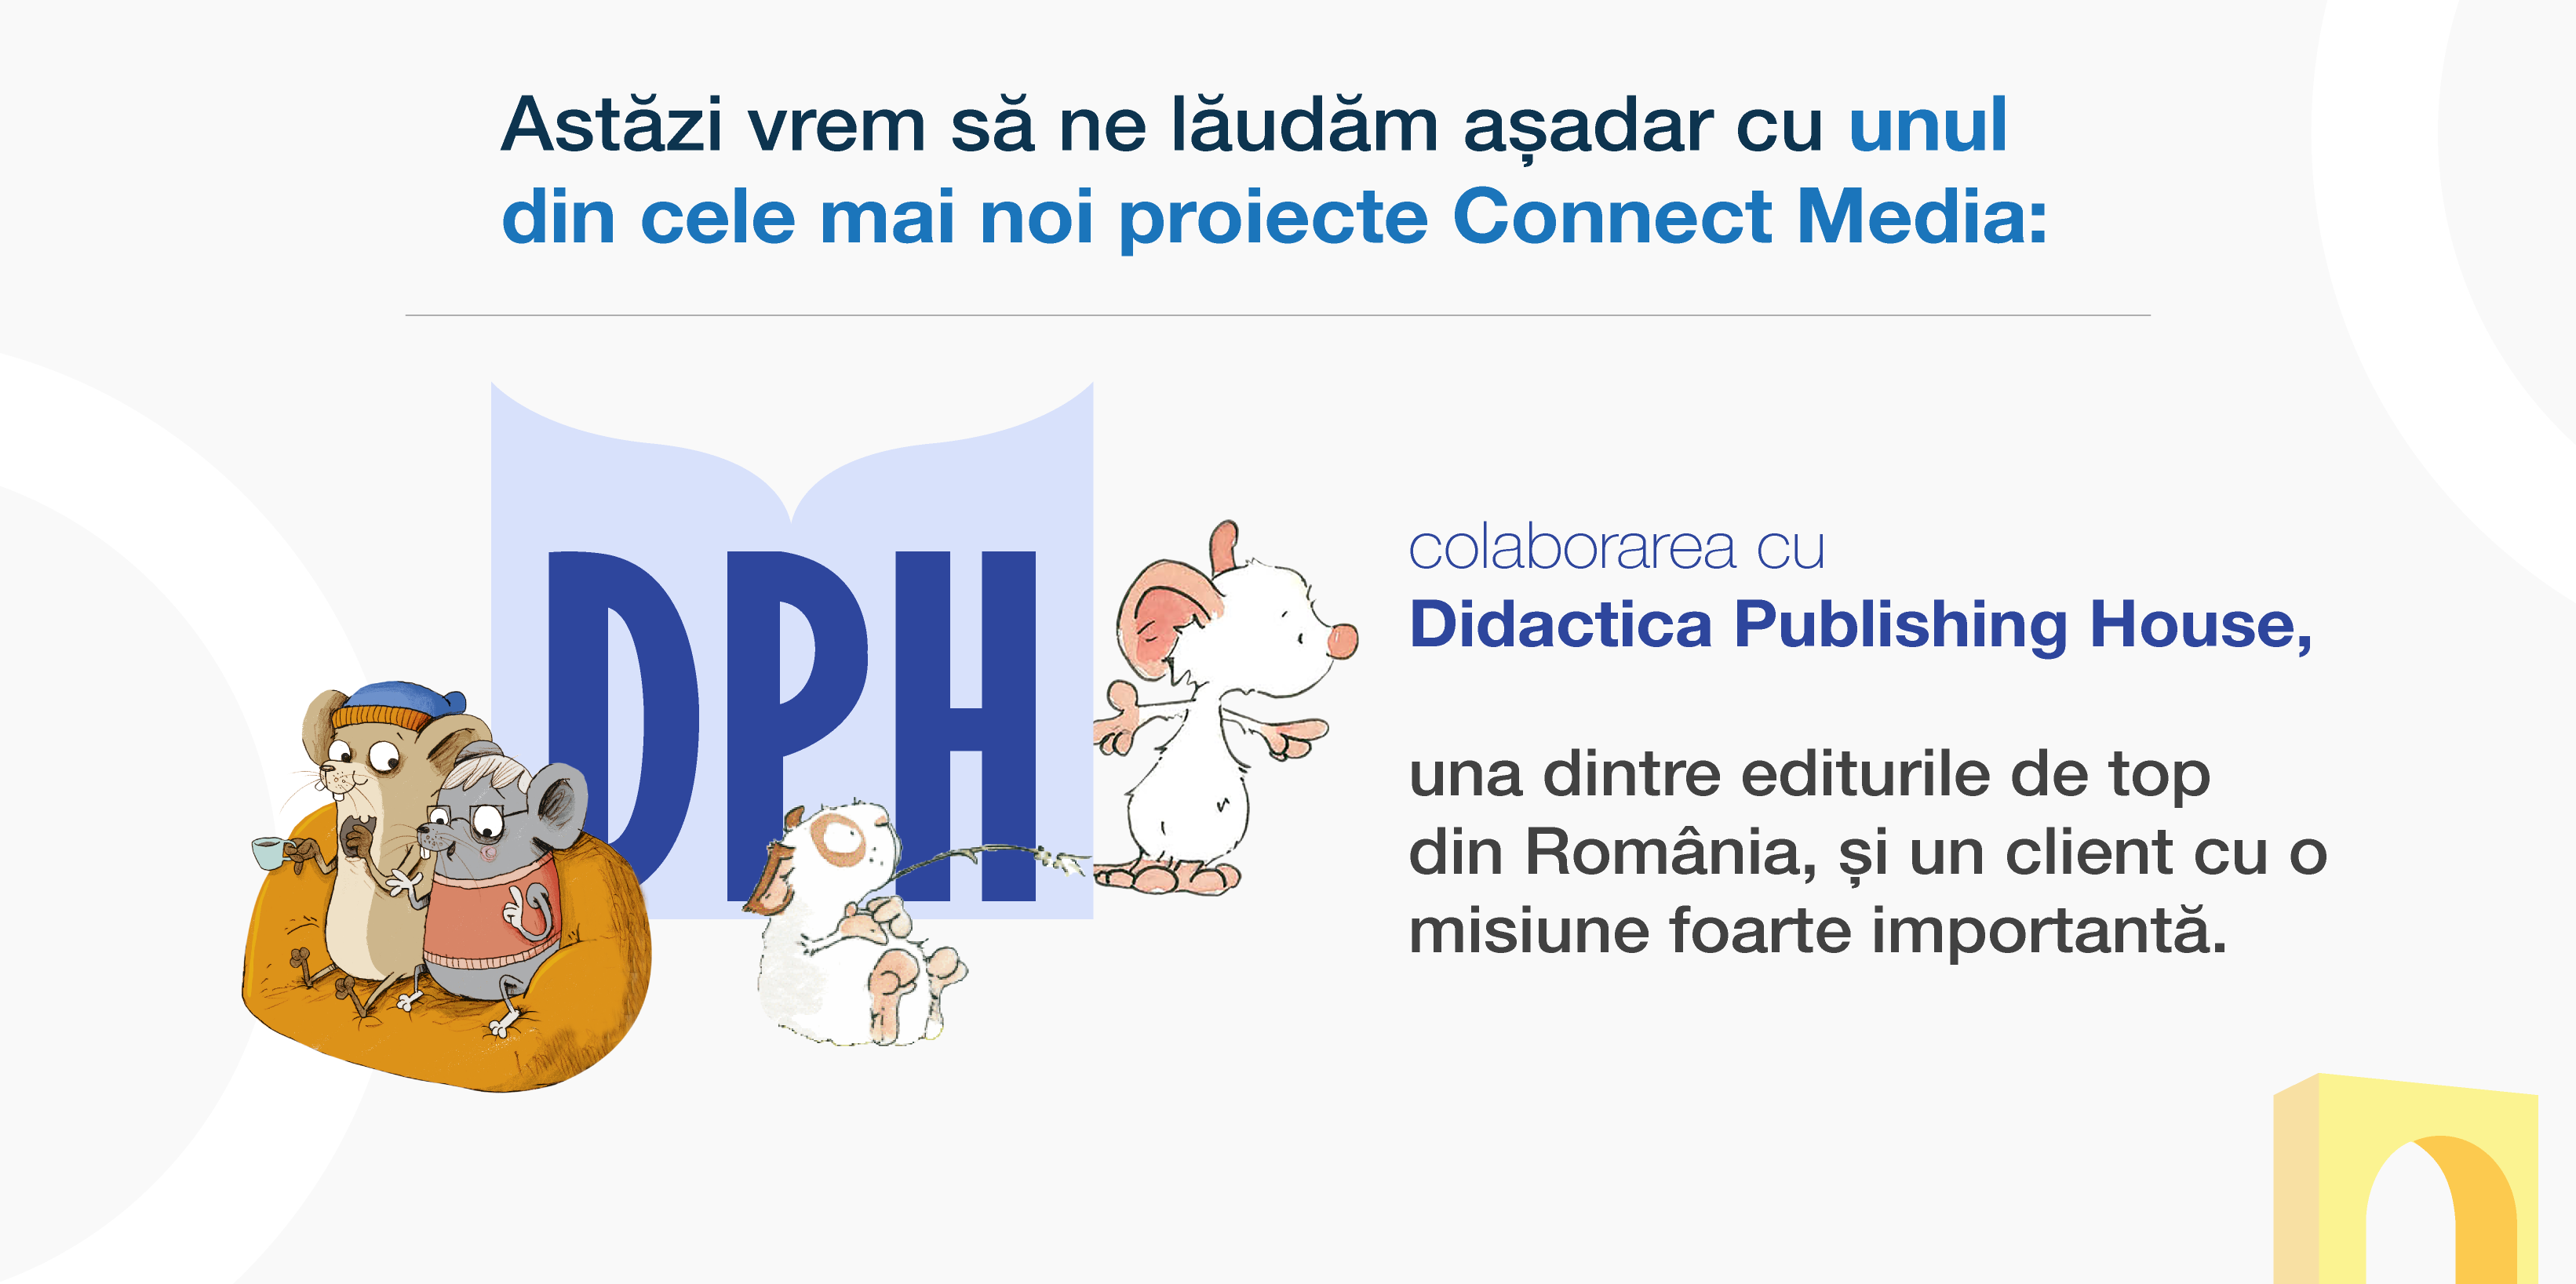 Astăzi vrem să ne lăudăm așadar cu unul
din cele mai noi proiecte Connect Media:
DPH
colaborarea cu
Didactica Publishing House,
una dintre editurile de top
din România, și un client cu o
misiune foarte importantă.